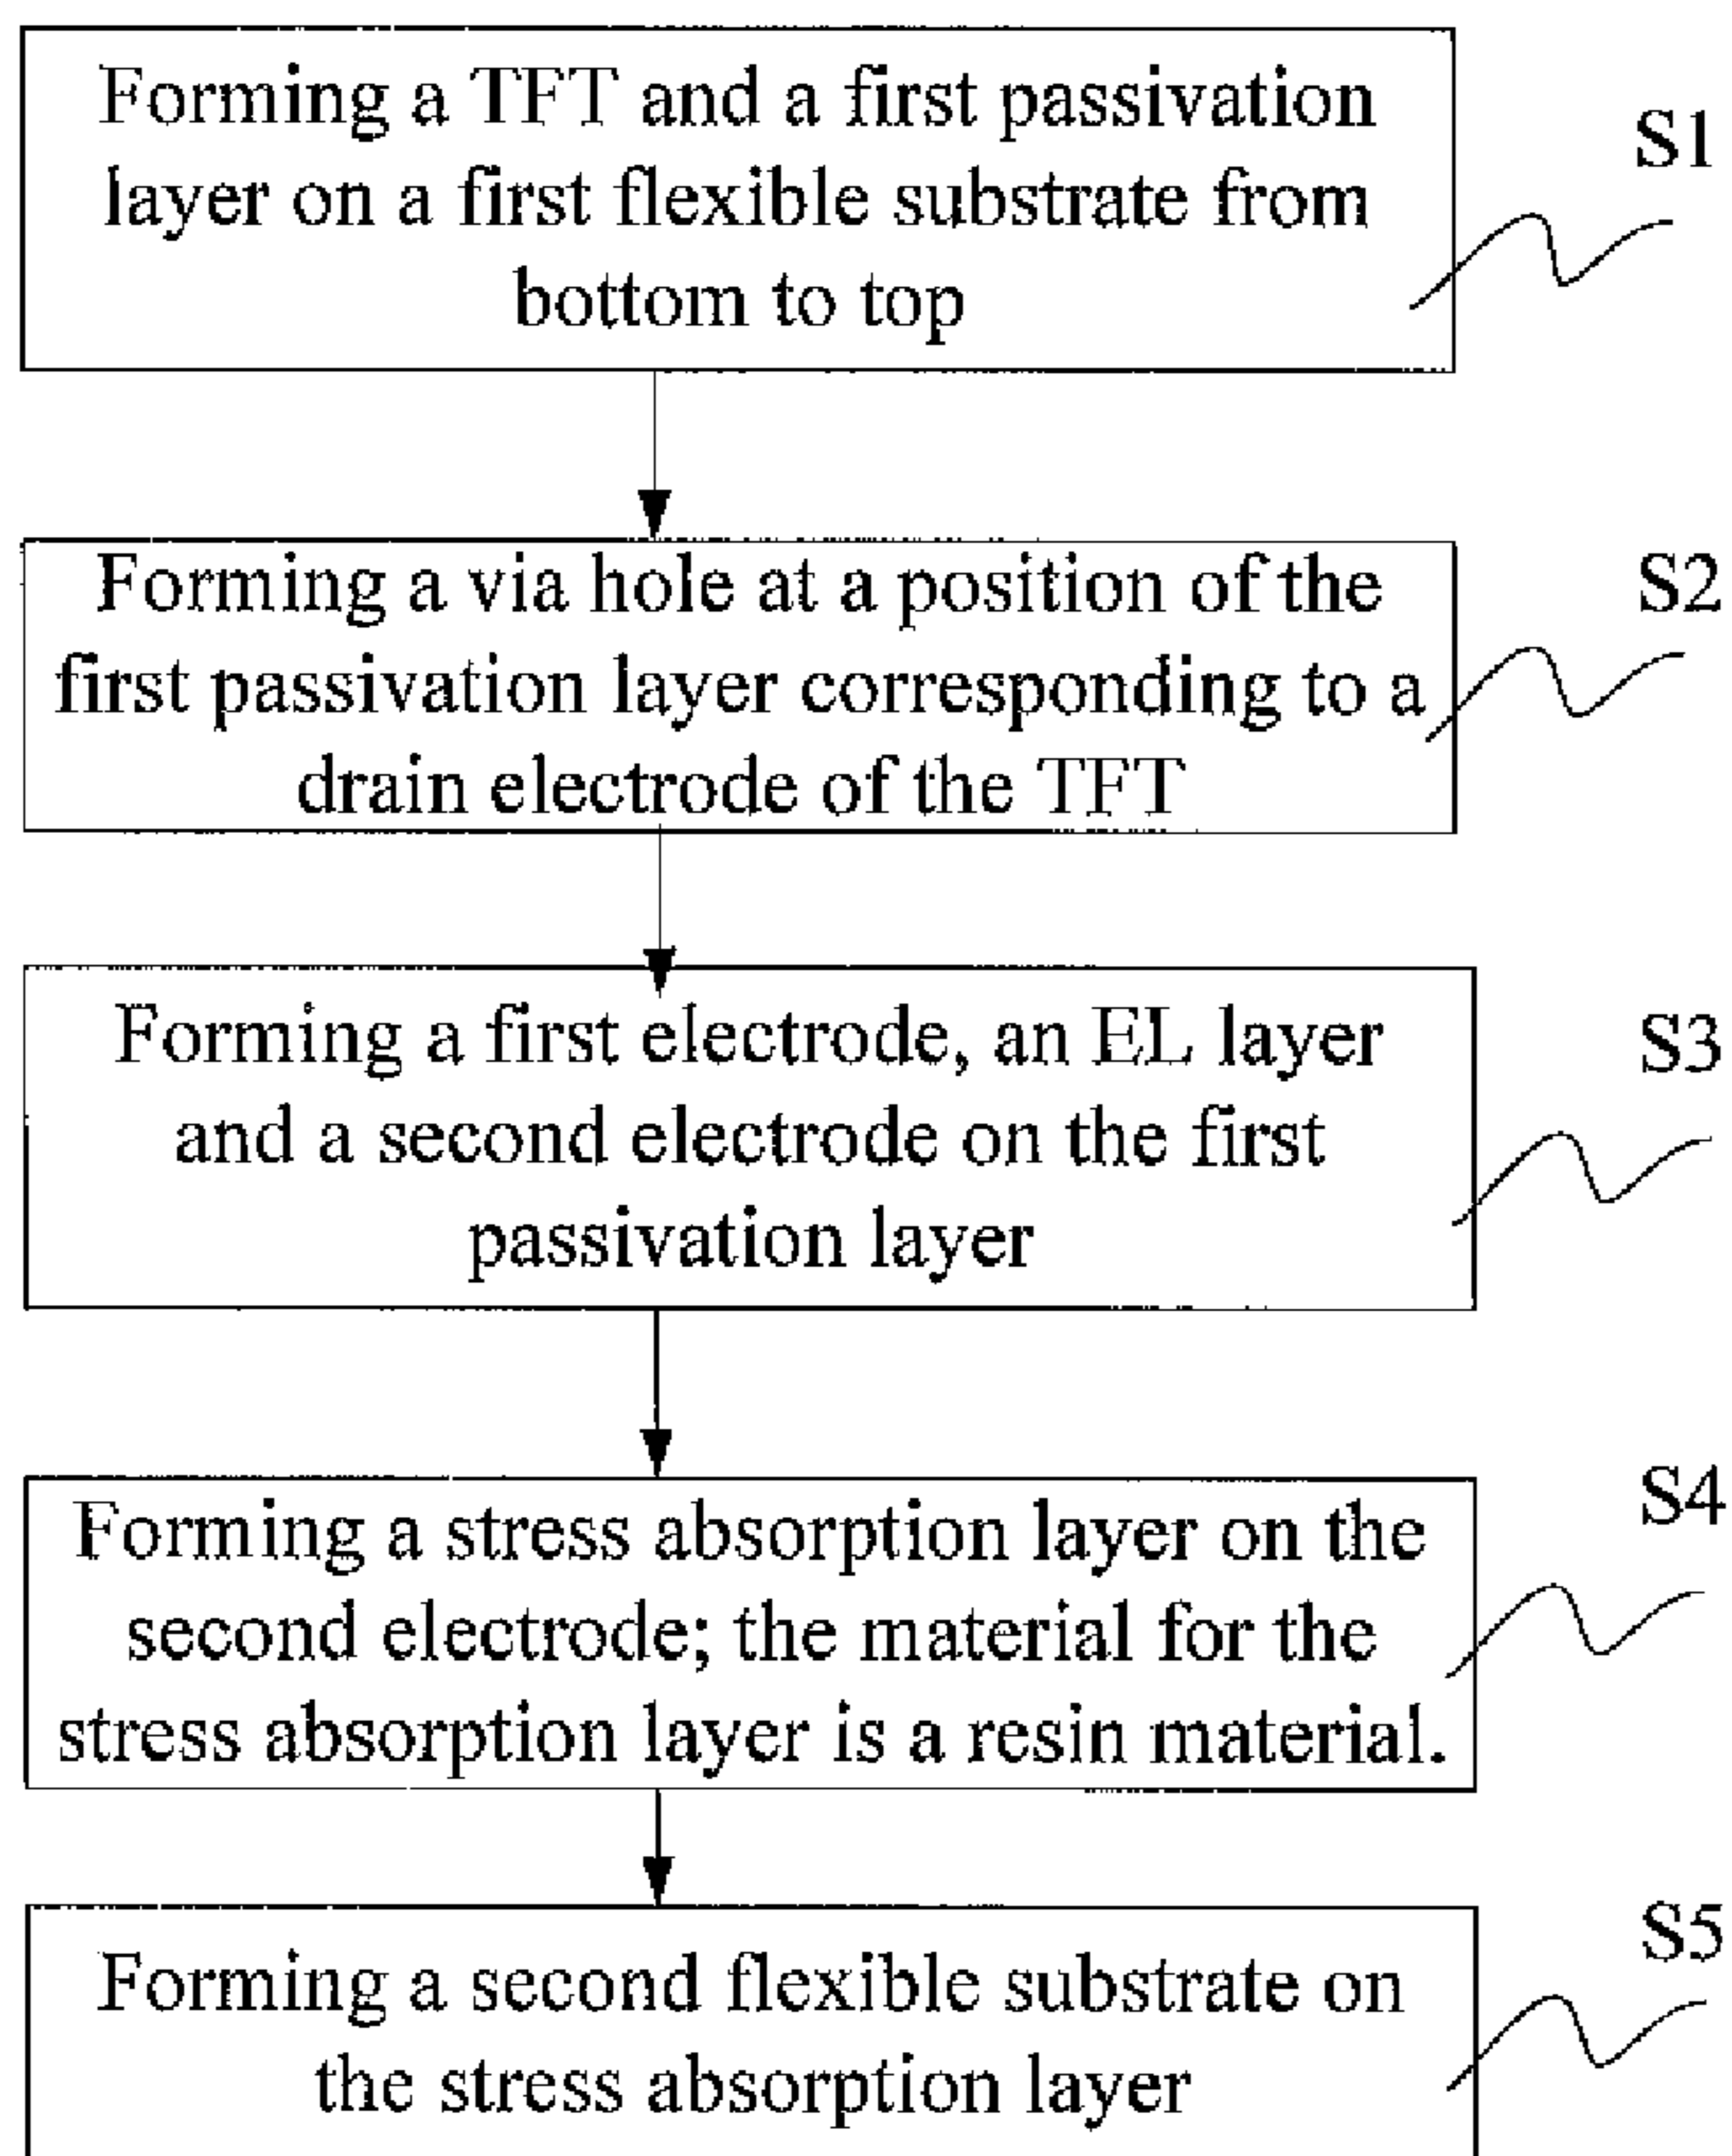 Forming a TFT and a first passivation
layer on a first flexible substrate from
bottom to top
S1
Forming a via hole at a position of the
first passivation layer corresponding to a
drain electrode of the TFT
S2
Forming a first electrode, an EL layer
and a second electrode on the first
passivation layer
S3
Forming a stress absorption layer on the
second electrode; the material for the
stress absorption layer is a resin material.
S4
Forming a second flexible substrate on
the stress absorption layer
S5